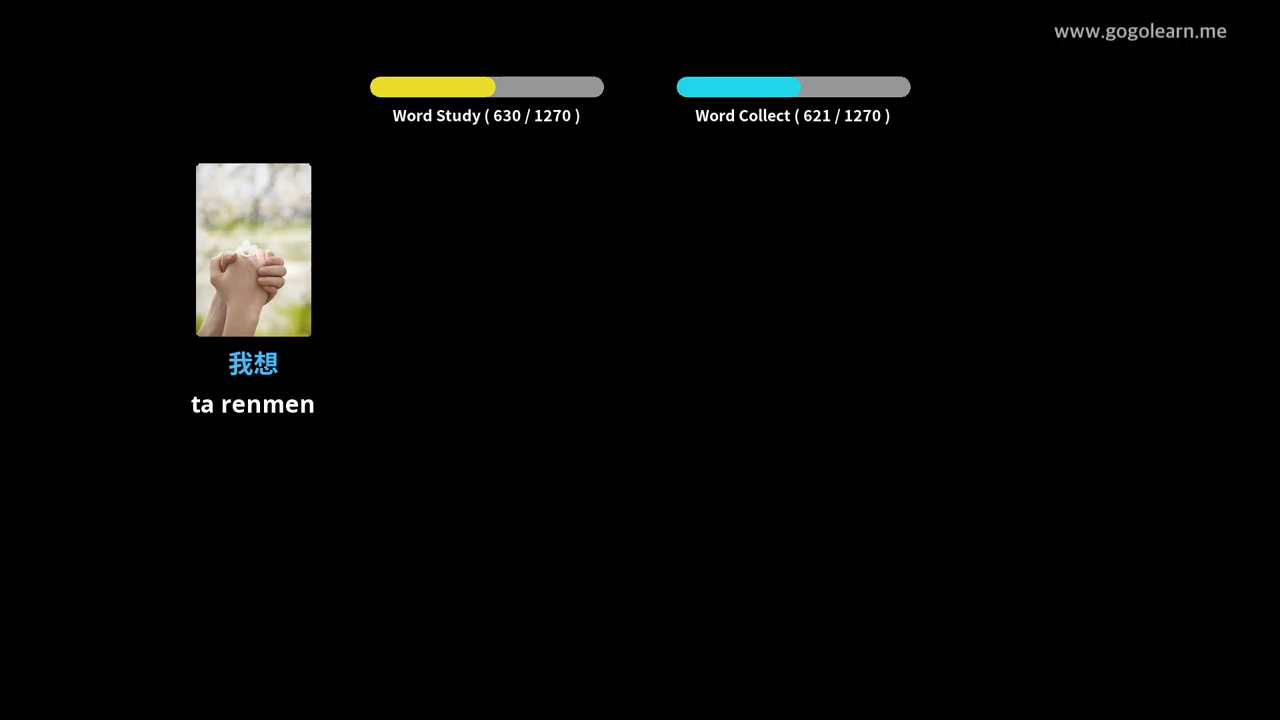 www.gogolearn.me
Word Study ( 630 / 1270 )
Word Collect ( 621 / 1270 )
我想
ta renmen